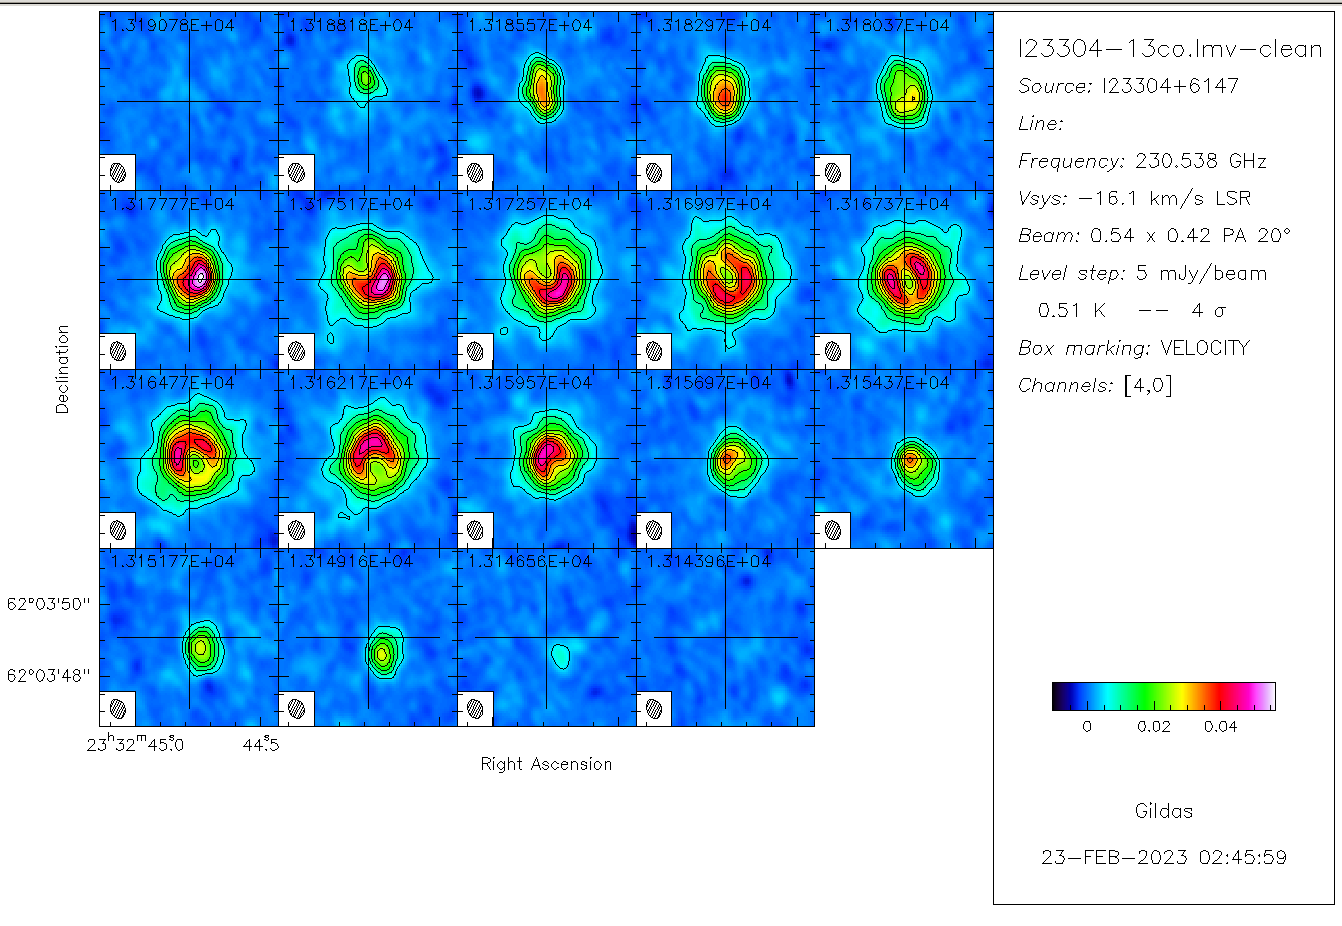 1.319078E+04 1.318818E+04 1.318557E+04 1.318297E+04 1.318037E+04
1.317777E+04 1.317517E+04 1.317257E+04 1.316997E+04 1.316737E+04
1.316477E+04 1.316217E+04 1.315957E+04 1.315697E+04 1.315437E+04
1.315177E+04 1.314916E+04 1.314656E+04 1.314396E+04
Declination
62°03'50"
62°03'48"
23h32m45s.0 44s.5
Right Ascension
I23304-13co.lmv-clean
Source: I23304+6147
Line:
Frequency: 230.538 GHz
Vsys: -16.1 km/s LSR
Beam: 0.54 x 0.42 PA 20°
Level step: 5 mJy/beam
0.51 K -- 4 σ
Box marking: VELOCITY
Channels: [4,0]
0 0.02 0.04
Gildas
23-FEB-2023 02:45:59